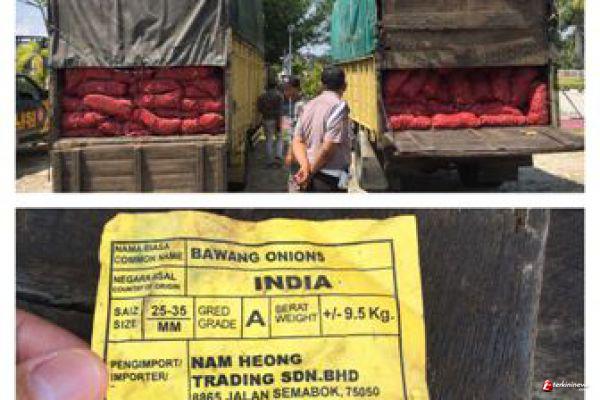 NAMA BIASA
COMMON NAME
BAWANG ONIONS
NEGARA ASAL
COUNTRY OF ORIGIN
INDIA
SAIZ
SIZE
25-35
MM
GRED
GRADE
A
BERAT
WEIGHT
+/- 9.5 Kg.
PENGIMPORT/
IMPORTER/
NAM HEONG
TRADING SDN.BHD
8865 JALAN SEMABOK, 75050
terkininews